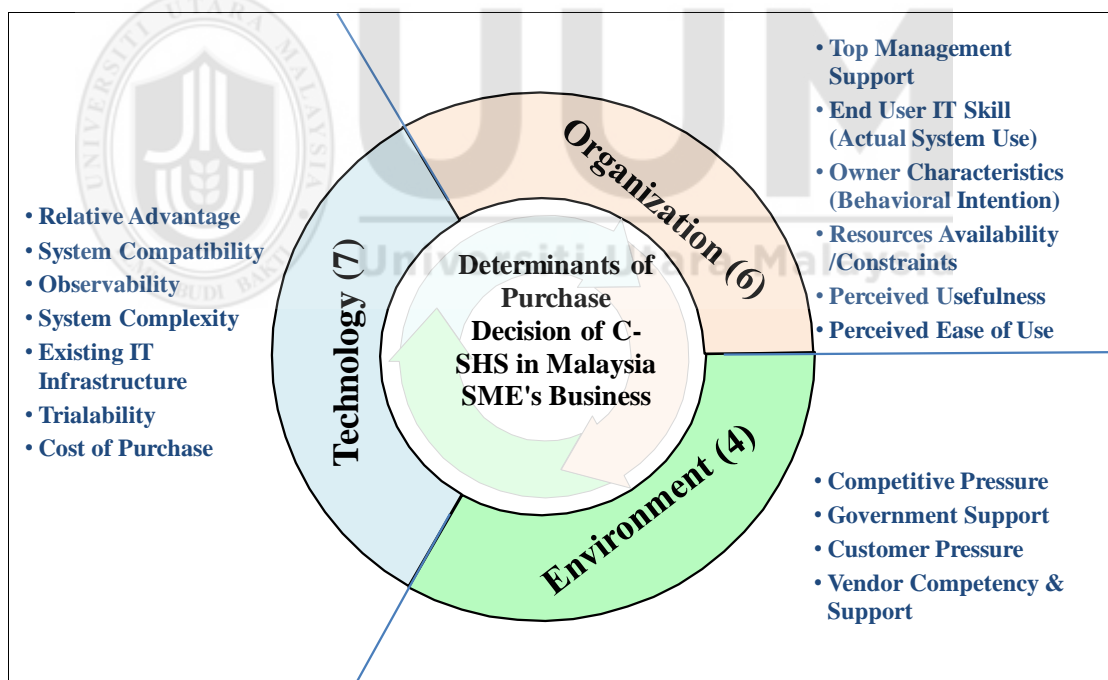 UNIVERSITI UTARA MALAYSIA
UUM
Universiti Utara Malaysia
Technology (7)
• Relative Advantage
• System Compatibility
• Observability
• System Complexity
• Existing IT
Infrastructure
• Trialability
• Cost of Purchase
Determinants of
Purchase
Decision of C-
SHS in Malaysia
SME's Business
Organization (6)
• Top Management
Support
• End User IT Skill
(Actual System Use)
• Owner Characteristics
(Behavioral Intention)
• Resources Availability
/Constraints
• Perceived Usefulness
• Perceived Ease of Use
Environment (4)
• Competitive Pressure
• Government Support
• Customer Pressure
• Vendor Competency &
Support